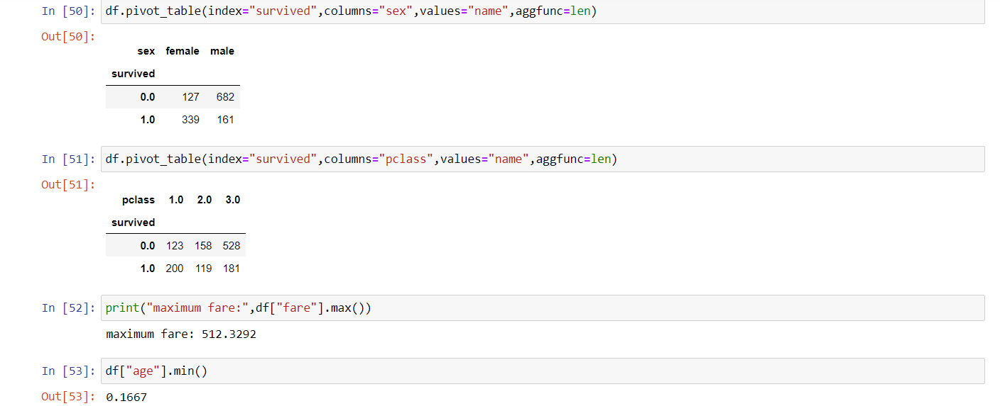 In [50]: df.pivot_table(index="survived",columns="sex",values="name",aggfunc=len)
Out[50]:
sex female male
survived
0.0 127 682
1.0 339 161
In [51]: df.pivot_table(index="survived",columns="pclass",values="name",aggfunc=len)
Out[51]:
pclass 1.0 2.0 3.0
survived
0.0 123 158 528
1.0 200 119 181
In [52]: print("maximum fare:",df["fare"].max())
maximum fare: 512.3292
In [53]: df["age"].min()
Out[53]: 0.1667